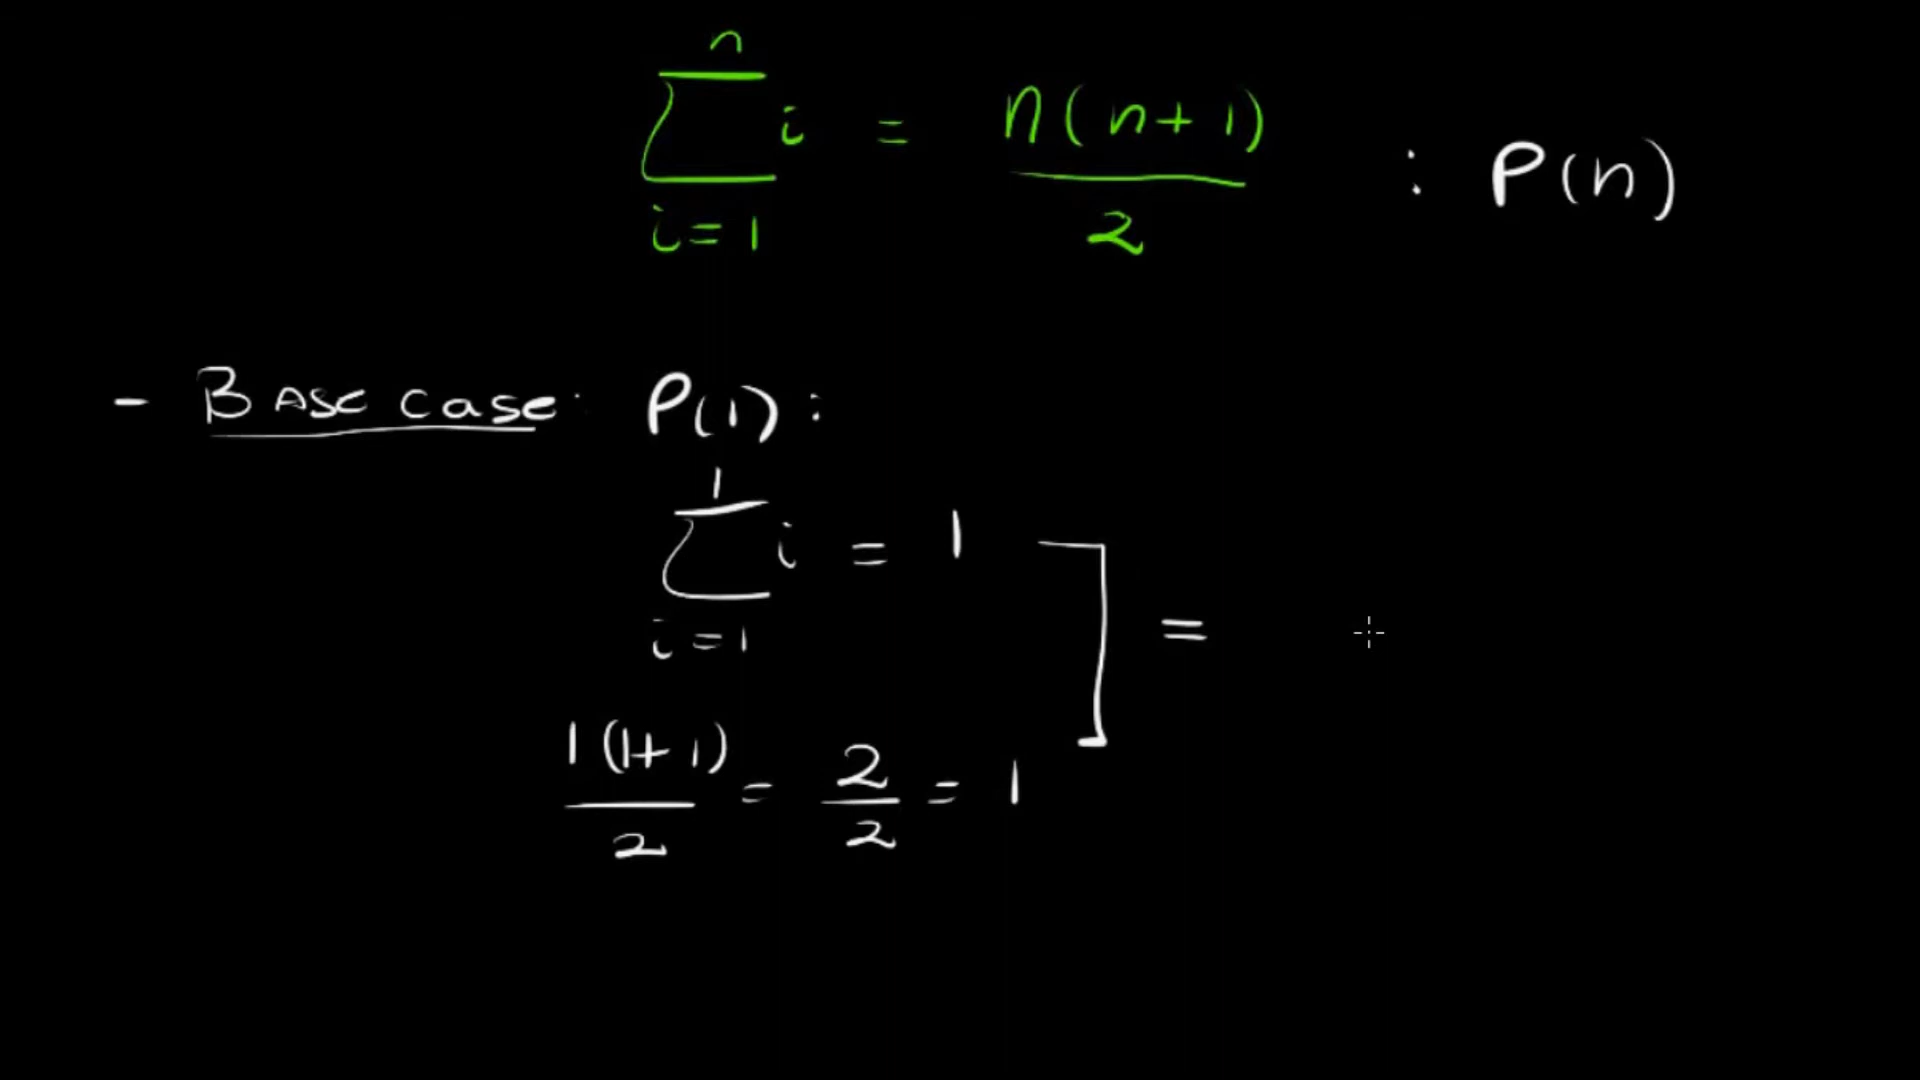 n
∑ i = n(n+1)/2 : P(n)
i=1
- BASE CASE: P(1):
1
∑ i = 1 ] =
i=1
1(1+1)/2 = 2/2 = 1